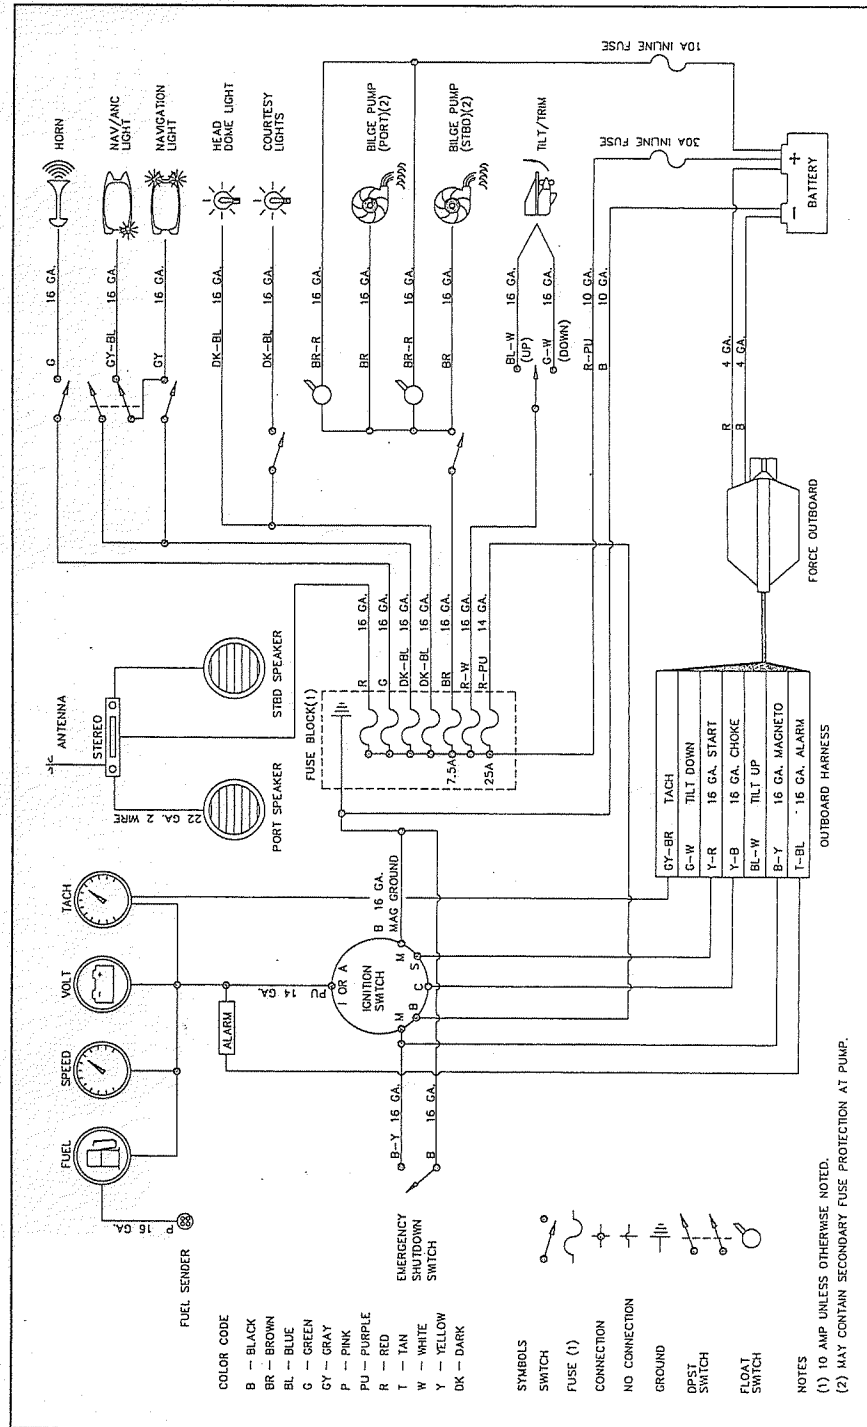 HORN
NAV/ANC
LIGHT
NAVIGATION
LIGHT
HEAD
DOME LIGHT
COURTESY
LIGHTS
BILGE PUMP
(PORT)(2)
BILGE PUMP
(STBD)(2)
TILT/TRIM
G 16 GA.
GY-BL 16 GA.
GY 16 GA.
DK-BL 16 GA.
DK-BL 16 GA.
BR-R 16 GA.
BR 16 GA.
BR-R 16 GA.
BR 16 GA.
BL-W 16 GA.
(UP)
G-W 16 GA.
(DOWN)
R-PU 10 GA.
B 10 GA.
10A INLINE FUSE
30A INLINE FUSE
+
-
BATTERY
R 4 GA.
B 4 GA.
FORCE OUTBOARD
ANTENNA
STEREO
STBD SPEAKER
PORT SPEAKER
22 GA. 2 WIRE
FUSE BLOCK(1)
R 16 GA.
G 16 GA.
DK-BL 16 GA.
DK-BL 16 GA.
BR 16 GA.
R-W 16 GA.
R-PU 14 GA.
7.5A
25A
GY-BR TACH
G-W TILT DOWN
Y-R 16 GA. START
Y-B 16 GA. CHOKE
BL-W TILT UP
B-Y 16 GA. MAGNETO
T-BL 16 GA. ALARM
OUTBOARD HARNESS
TACH
VOLT
SPEED
FUEL
P 16 GA.
FUEL SENDER
ALARM
PU 14 GA.
I OR A
IGNITION
SWITCH
M
S
C
B
M
B 16 GA.
MAG GROUND
B-Y 16 GA.
B 16 GA.
EMERGENCY
SHUTDOWN
SWITCH
COLOR CODE
B - BLACK
BR - BROWN
BL - BLUE
G - GREEN
GY - GRAY
P - PINK
PU - PURPLE
R - RED
T - TAN
W - WHITE
Y - YELLOW
DK - DARK
SYMBOLS
SWITCH
FUSE (1)
CONNECTION
NO CONNECTION
GROUND
DPST
SWITCH
FLOAT
SWITCH
NOTES
(1) 10 AMP UNLESS OTHERWISE NOTED.
(2) MAY CONTAIN SECONDARY FUSE PROTECTION AT PUMP.